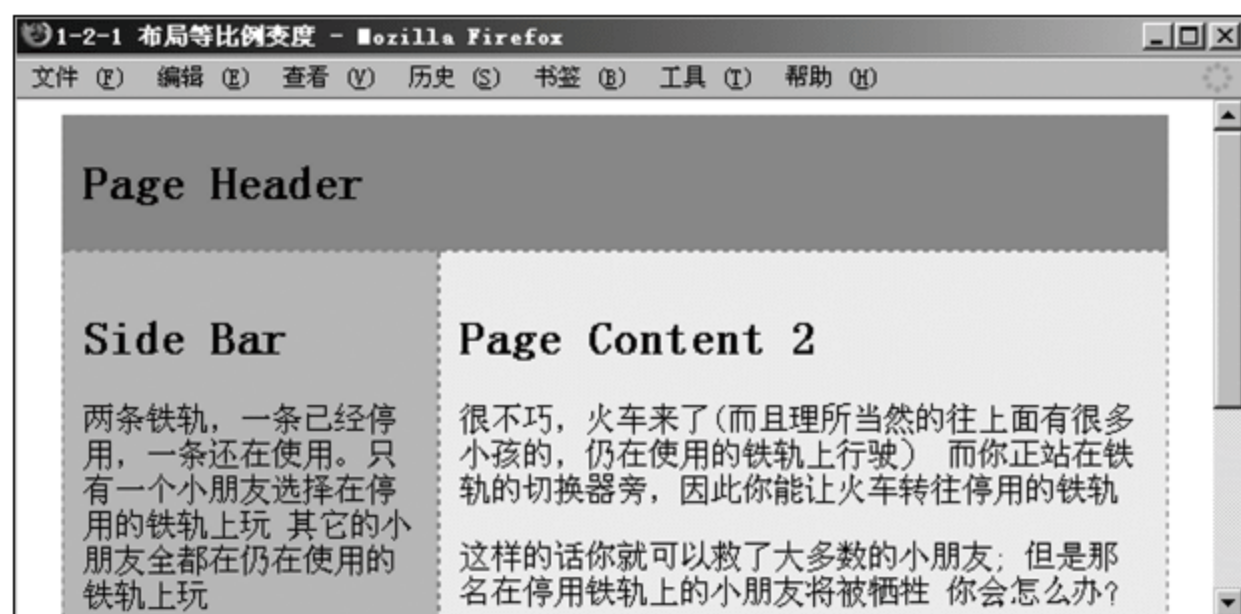 1-2-1 布局等比例变度 - Mozilla Firefox
文件 (F) 编辑 (E) 查看 (V) 历史 (S) 书签 (B) 工具 (T) 帮助 (H)
Page Header
Side Bar
两条铁轨，一条已经停
用，一条还在使用。只
有一个小朋友选择在停
用的铁轨上玩 其它的小
朋友全都在仍在使用的
铁轨上玩
Page Content 2
很不巧，火车来了(而且理所当然的往上面有很多
小孩的，仍在使用的铁轨上行驶） 而你正站在铁
轨的切换器旁，因此你能让火车转往停用的铁轨
这样的话你就可以救了大多数的小朋友；但是那
名在停用铁轨上的小朋友将被牺牲 你会怎么办？